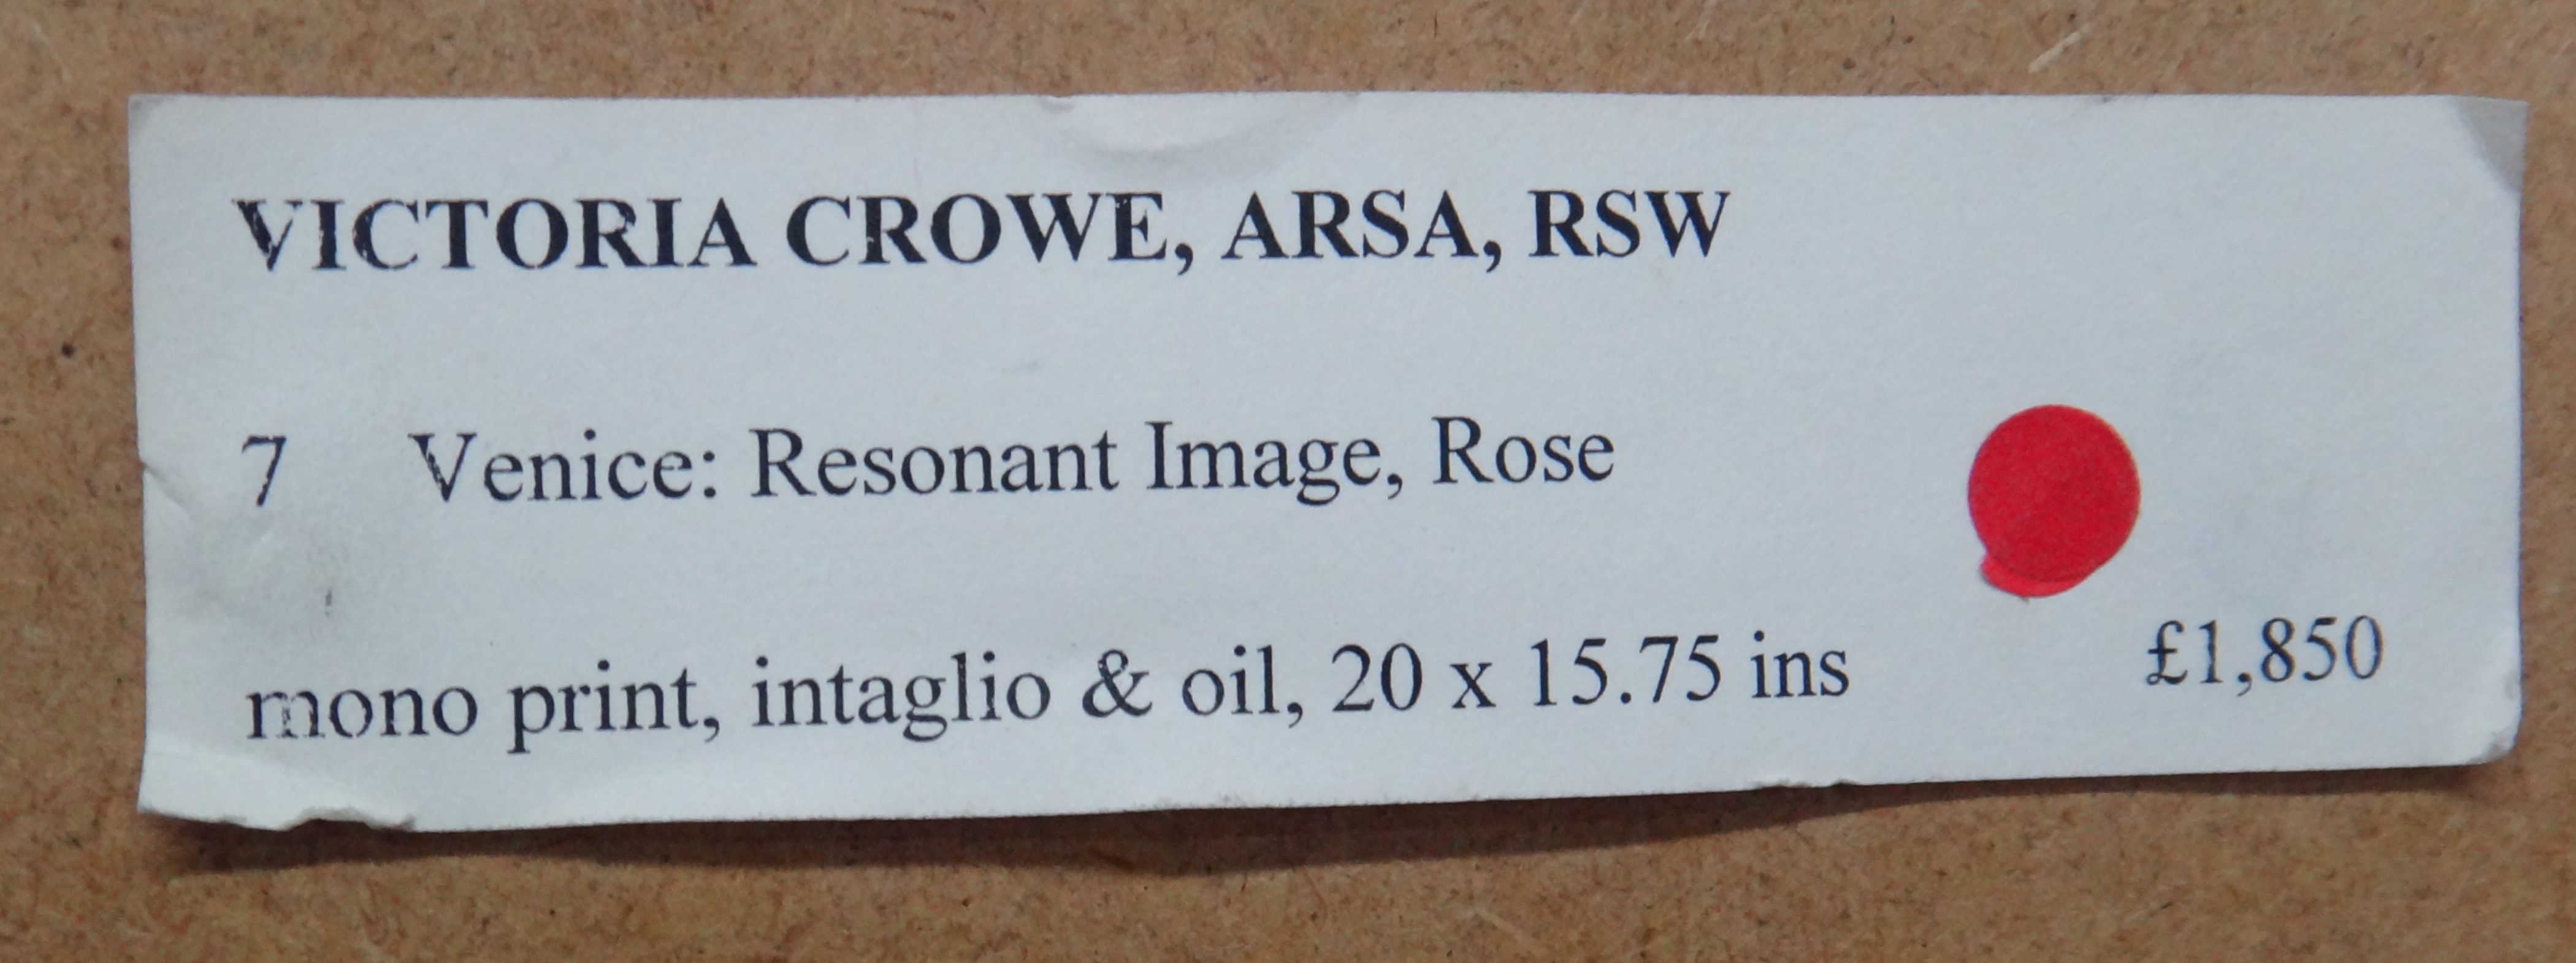 VICTORIA CROWE, ARSA, RSW
7 Venice: Resonant Image, Rose
mono print, intaglio & oil, 20 x 15.75 ins £1,850